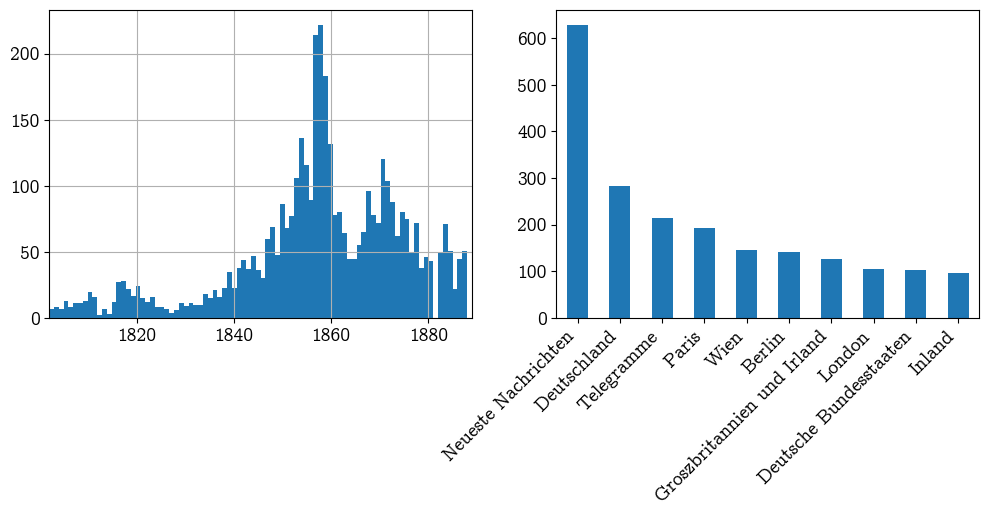 200
150
100
50
0
1820 1840 1860 1880
600
500
400
300
200
100
0
Neueste Nachrichten
Deutschland
Telegramme
Paris
Wien
Berlin
Groszbritannien und Irland
London
Deutsche Bundesstaaten
Inland